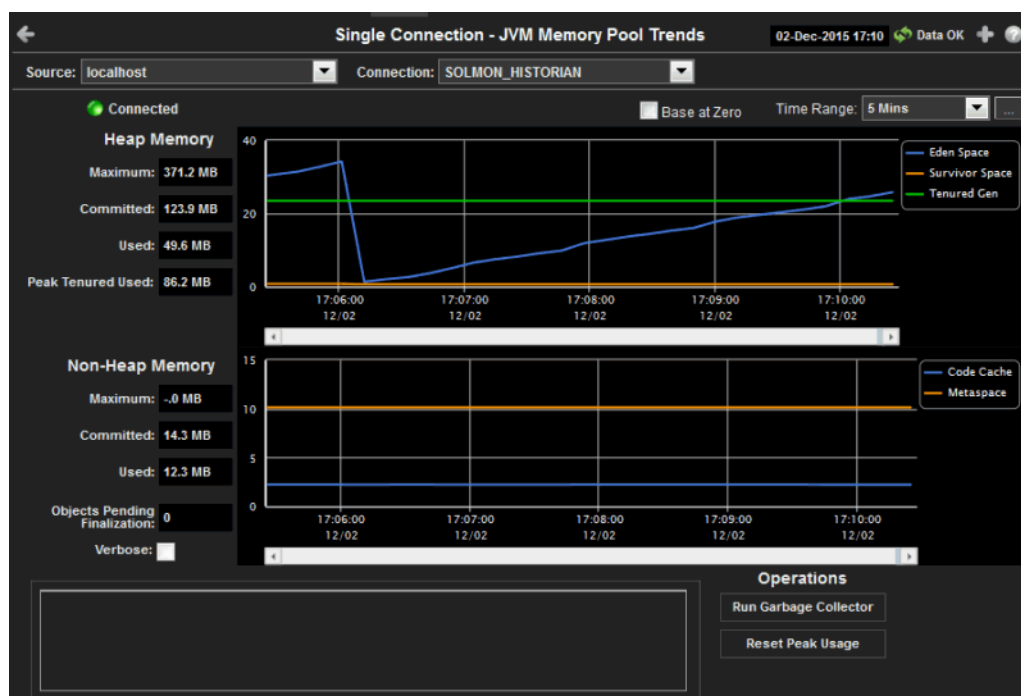 Single Connection - JVM Memory Pool Trends 02-Dec-2015 17:10 Data OK ?
Source: localhost Connection: SOLMON_HISTORIAN
Connected Base at Zero Time Range: 5 Mins ...
Heap Memory
Maximum: 371.2 MB
Committed: 123.9 MB
Used: 49.6 MB
Peak Tenured Used: 86.2 MB
40
20
0
17:06:00 17:07:00 17:08:00 17:09:00 17:10:00
12/02 12/02 12/02 12/02 12/02
Eden Space
Survivor Space
Tenured Gen
Non-Heap Memory
Maximum: -.0 MB
Committed: 14.3 MB
Used: 12.3 MB
Objects Pending
Finalization: 0
Verbose:
15
10
5
0
17:06:00 17:07:00 17:08:00 17:09:00 17:10:00
12/02 12/02 12/02 12/02 12/02
Code Cache
Metaspace
Operations
Run Garbage Collector
Reset Peak Usage